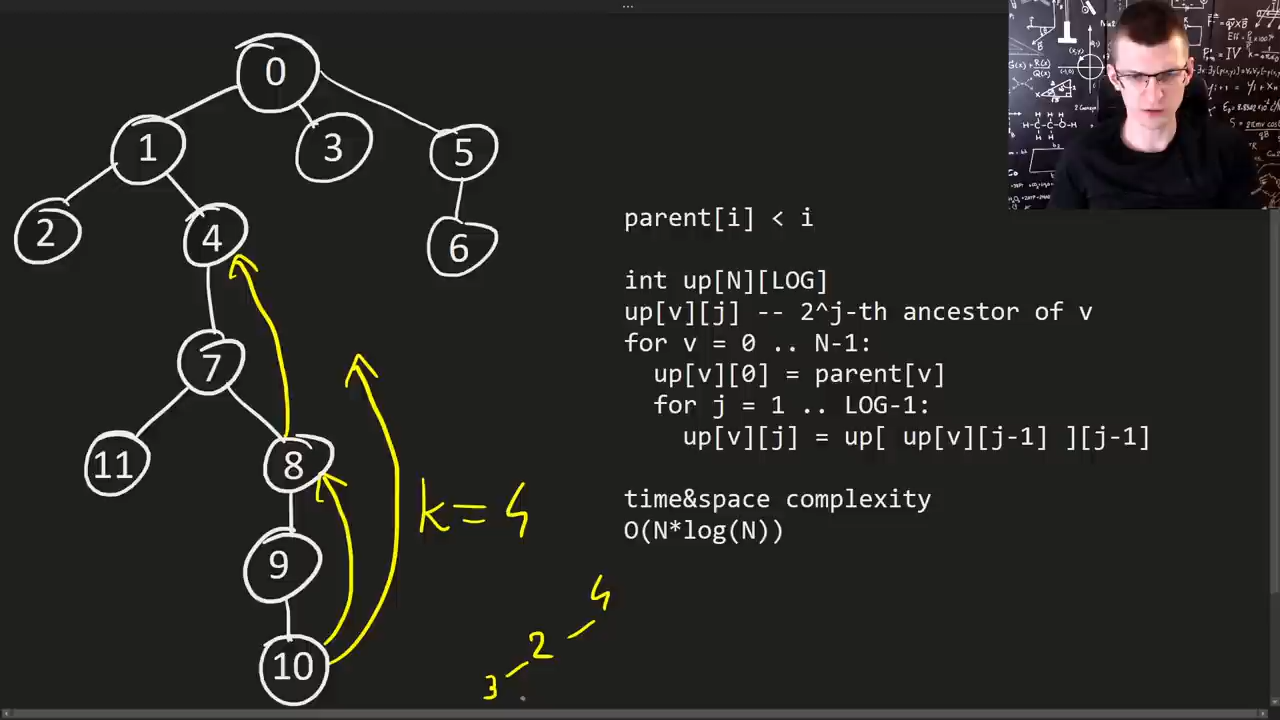 0
1
3
5
2
4
6
7
11
8
9
10
k=4
4
2
3
parent[i] < i
int up[N][LOG]
up[v][j] -- 2^j-th ancestor of v
for v = 0 .. N-1:
up[v][0] = parent[v]
for j = 1 .. LOG-1:
up[v][j] = up[ up[v][j-1] ][j-1]
time&space complexity
O(N*log(N))